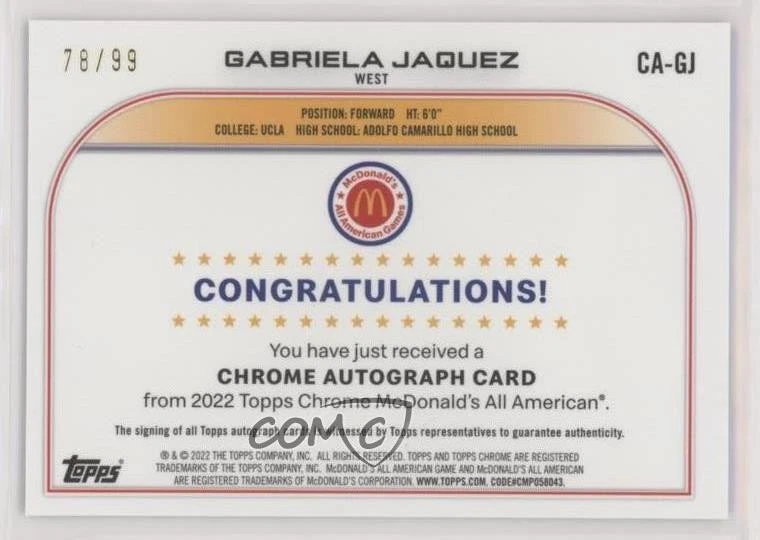 78/99
GABRIELA JAQUEZ
CA-GJ
WEST
POSITION: FORWARD HT: 6'0"
COLLEGE: UCLA HIGH SCHOOL: ADOLFO CAMARILLO HIGH SCHOOL
McDonald's
All American Games
CONGRATULATIONS!
You have just received a
CHROME AUTOGRAPH CARD
from 2022 Topps Chrome McDonald's All American®.
The signing of all Topps autograph cards is witnessed by Topps representatives to guarantee authenticity.
COMC
topps
® & © 2022 THE TOPPS COMPANY, INC. ALL RIGHTS RESERVED. TOPPS AND TOPPS CHROME ARE REGISTERED
TRADEMARKS OF THE TOPPS COMPANY, INC. McDONALD'S ALL AMERICAN GAME AND McDONALD'S ALL AMERICAN
ARE REGISTERED TRADEMARKS OF McDONALD'S CORPORATION. WWW.TOPPS.COM. CODE#CMP058043.